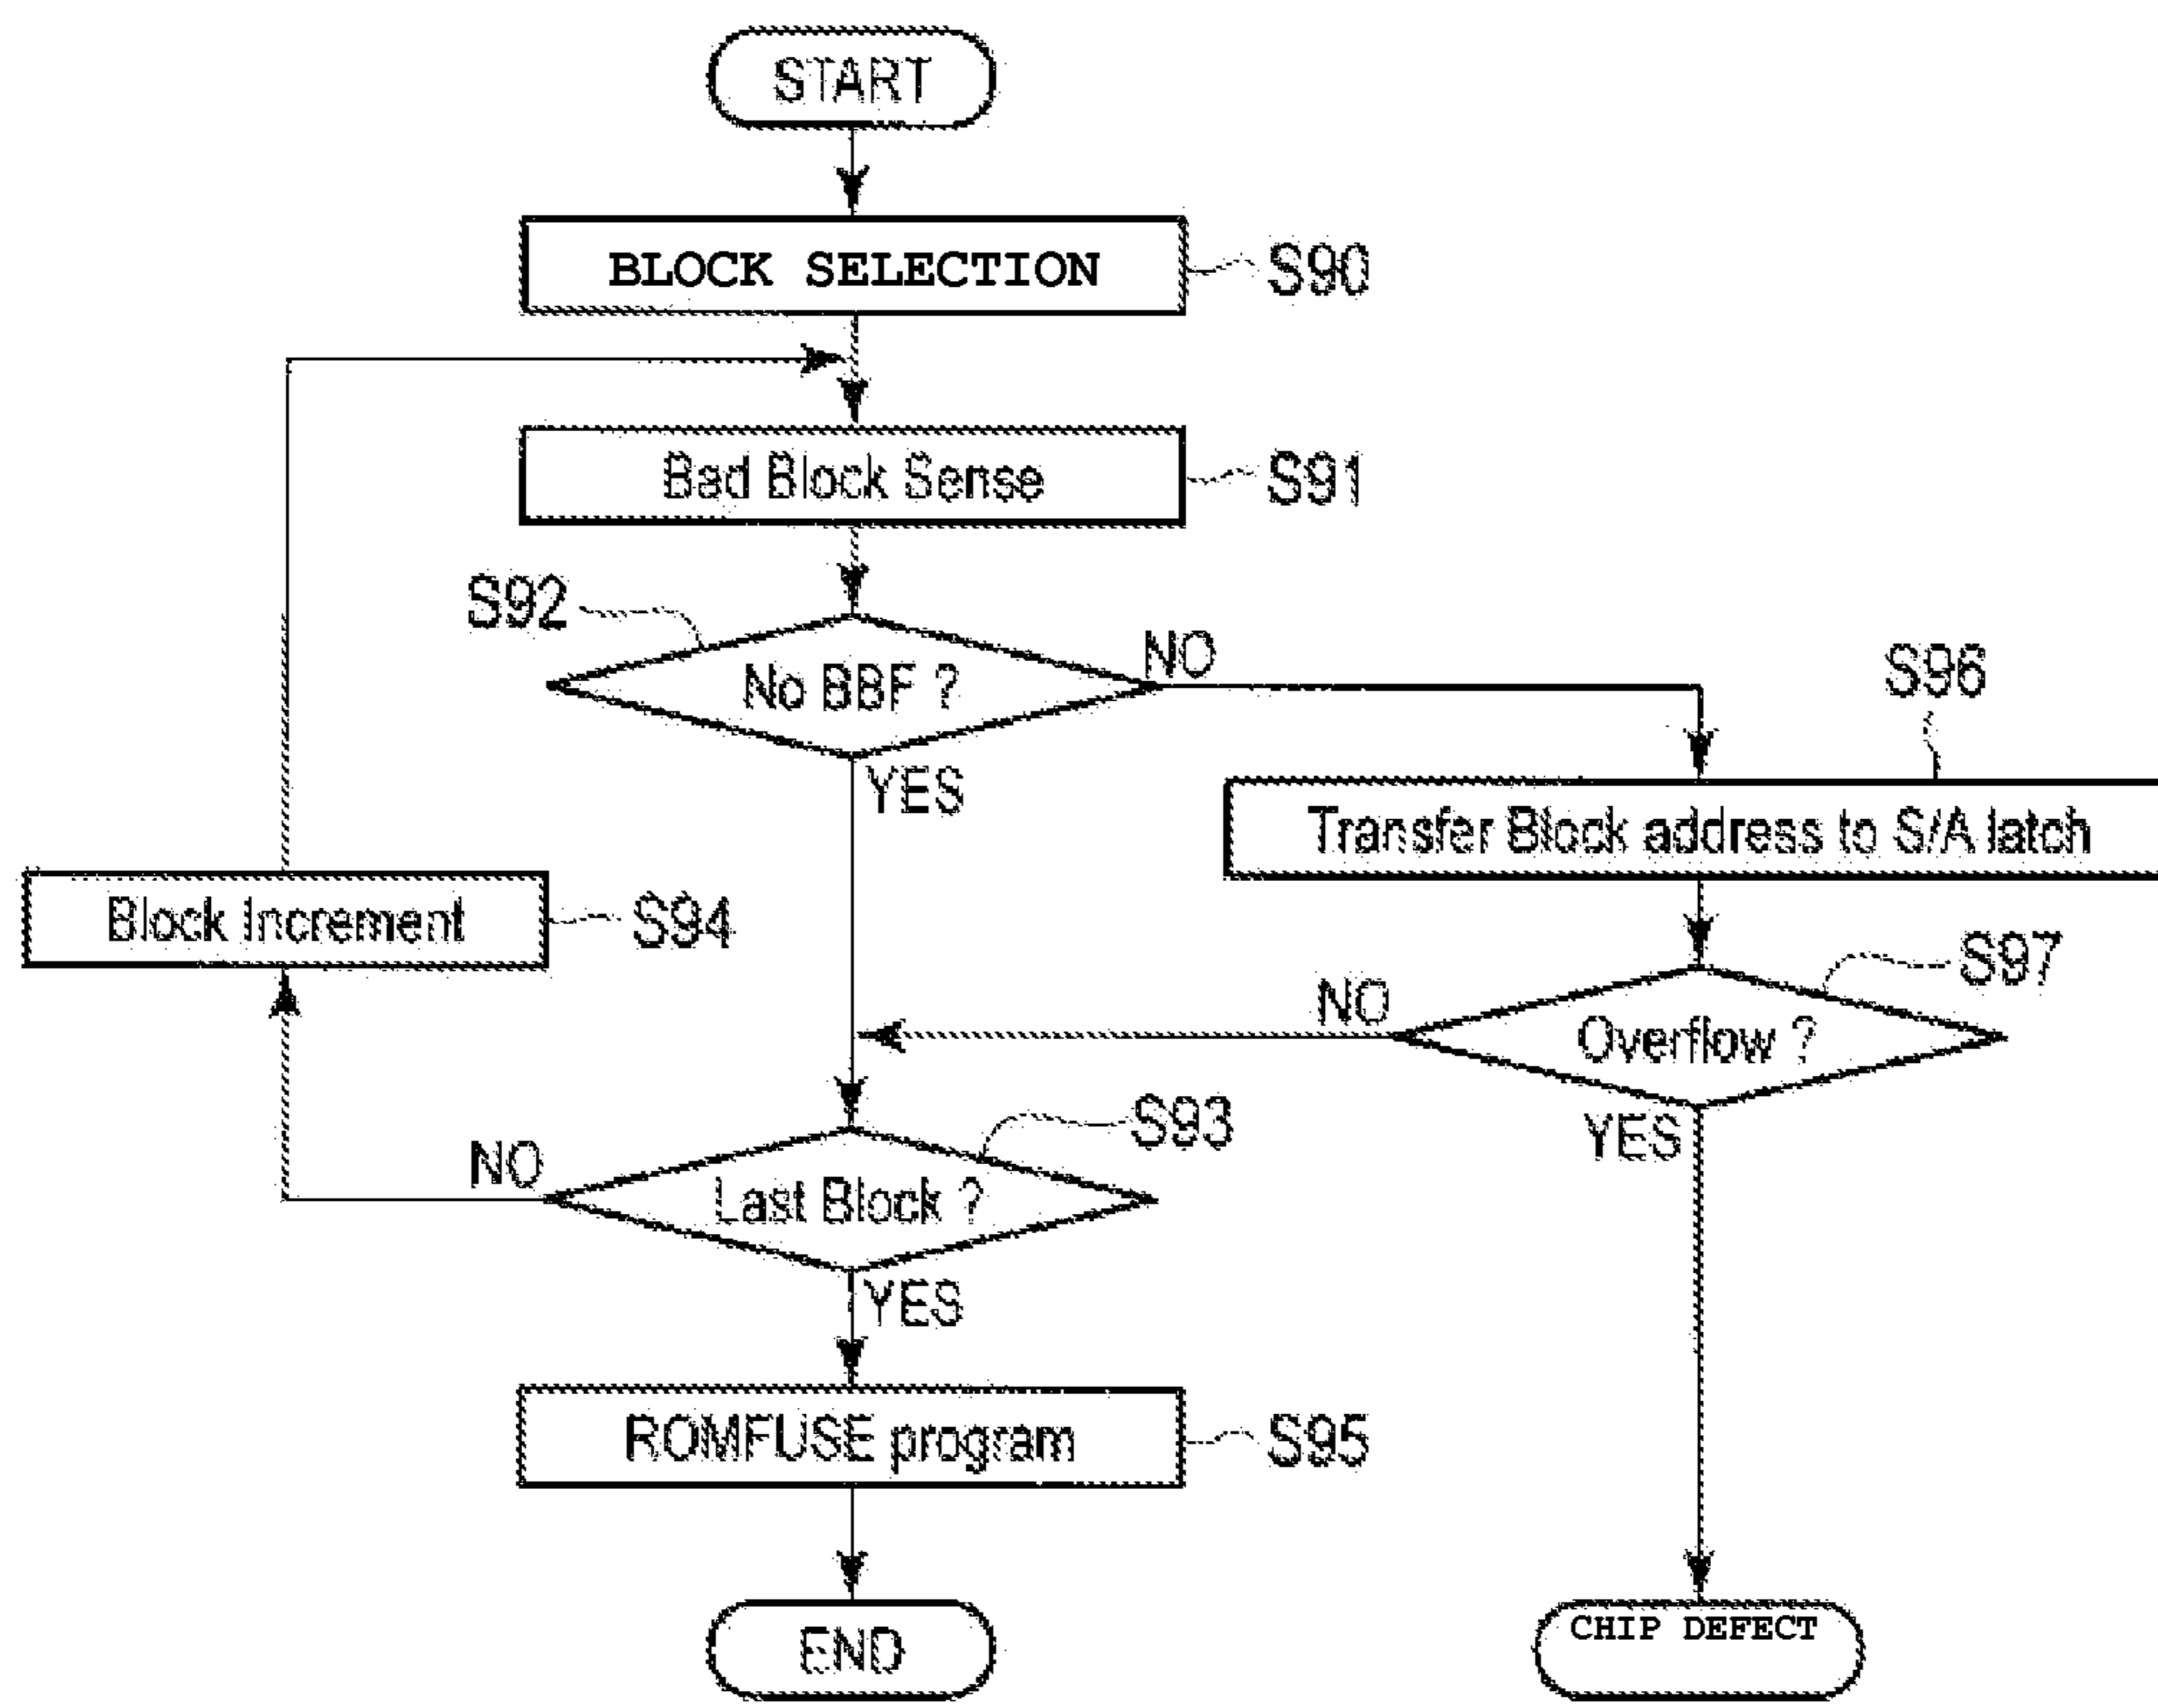 START
BLOCK SELECTION
S90
Bad Block Sense
S91
S92
No BBF ?
NO
YES
S96
Transfer Block address to S/A latch
Block Increment
S94
S97
Overflow ?
NO
YES
S93
Last Block ?
NO
YES
ROMFUSE program
S95
END
CHIP DEFECT